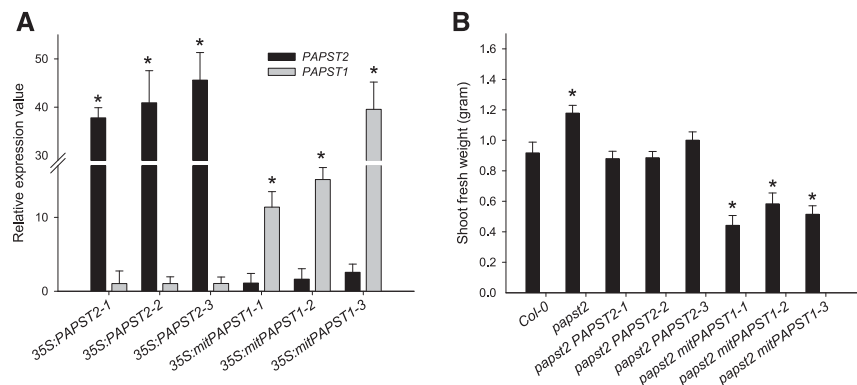 A
Relative expression value
50
40
30
10
0
* * * * * *
PAPST2
PAPST1
35S:PAPST2-1
35S:PAPST2-2
35S:PAPST2-3
35S:mitPAPST1-1
35S:mitPAPST1-2
35S:mitPAPST1-3
B
Shoot fresh weight (gram)
1.6
1.4
1.2
1.0
0.8
0.6
0.4
0.2
0.0
* * * *
Col-0
papst2
papst2 PAPST2-1
papst2 PAPST2-2
papst2 PAPST2-3
papst2 mitPAPST1-1
papst2 mitPAPST1-2
papst2 mitPAPST1-3